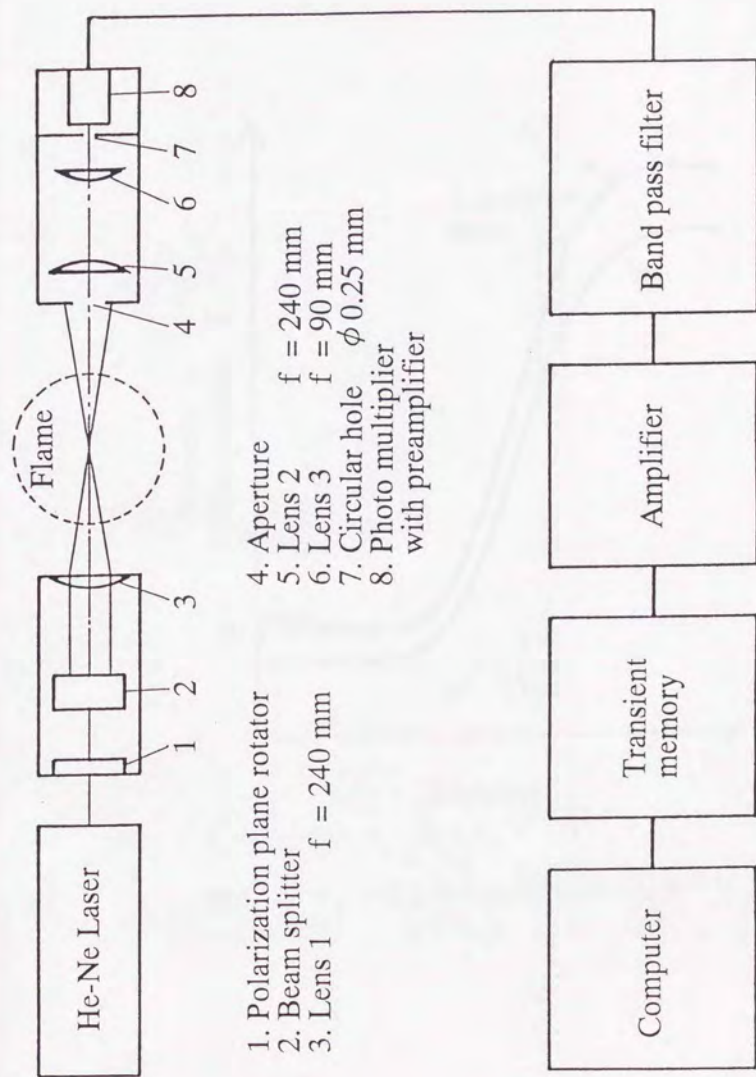 He-Ne Laser
Flame
1
2
3
4
5
6
7
8
1. Polarization plane rotator
2. Beam splitter
3. Lens 1 f = 240 mm
4. Aperture
5. Lens 2 f = 240 mm
6. Lens 3 f = 90 mm
7. Circular hole ϕ 0.25 mm
8. Photo multiplier
with preamplifier
Computer
Transient
memory
Amplifier
Band pass filter